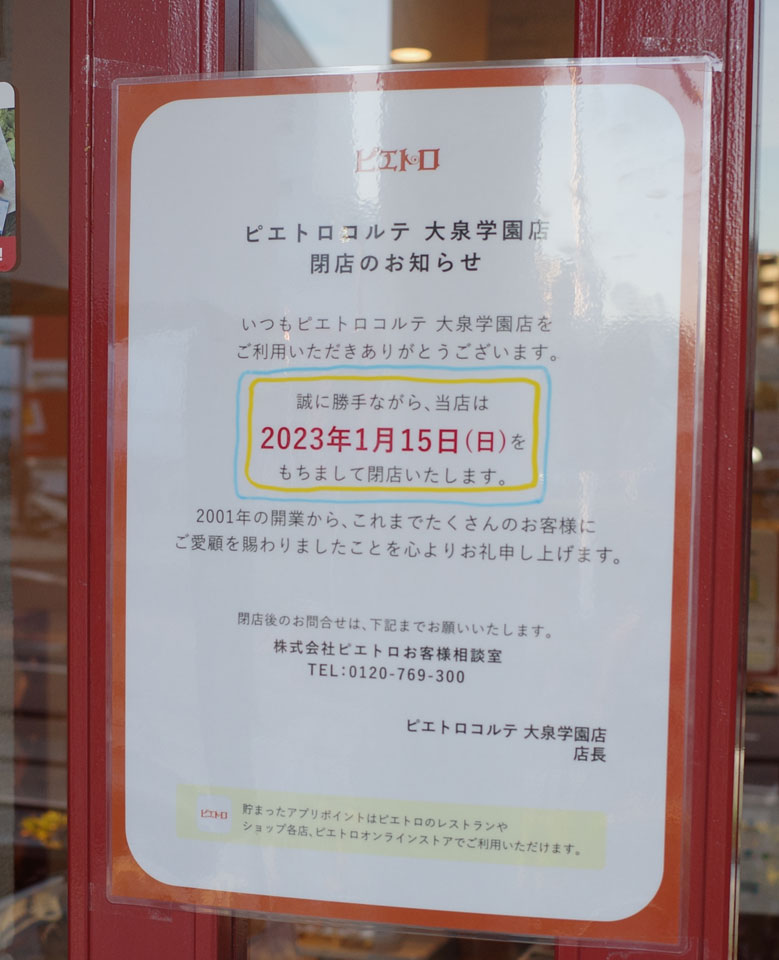 ピエトロ
ピエトロコルテ 大泉学園店
閉店のお知らせ
いつもピエトロコルテ 大泉学園店を
ご利用いただきありがとうございます。
誠に勝手ながら、当店は
2023年1月15日(日)を
もちまして閉店いたします。
2001年の開業から、これまでたくさんのお客様に
ご愛顧を賜わりましたことを心よりお礼申し上げます。
閉店後のお問合せは、下記までお願いいたします。
株式会社ピエトロお客様相談室
TEL:0120-769-300
ピエトロコルテ 大泉学園店
店長
ピエトロ
貯まったアプリポイントはピエトロのレストランや
ショップ各店、ピエトロオンラインストアでご利用いただけます。